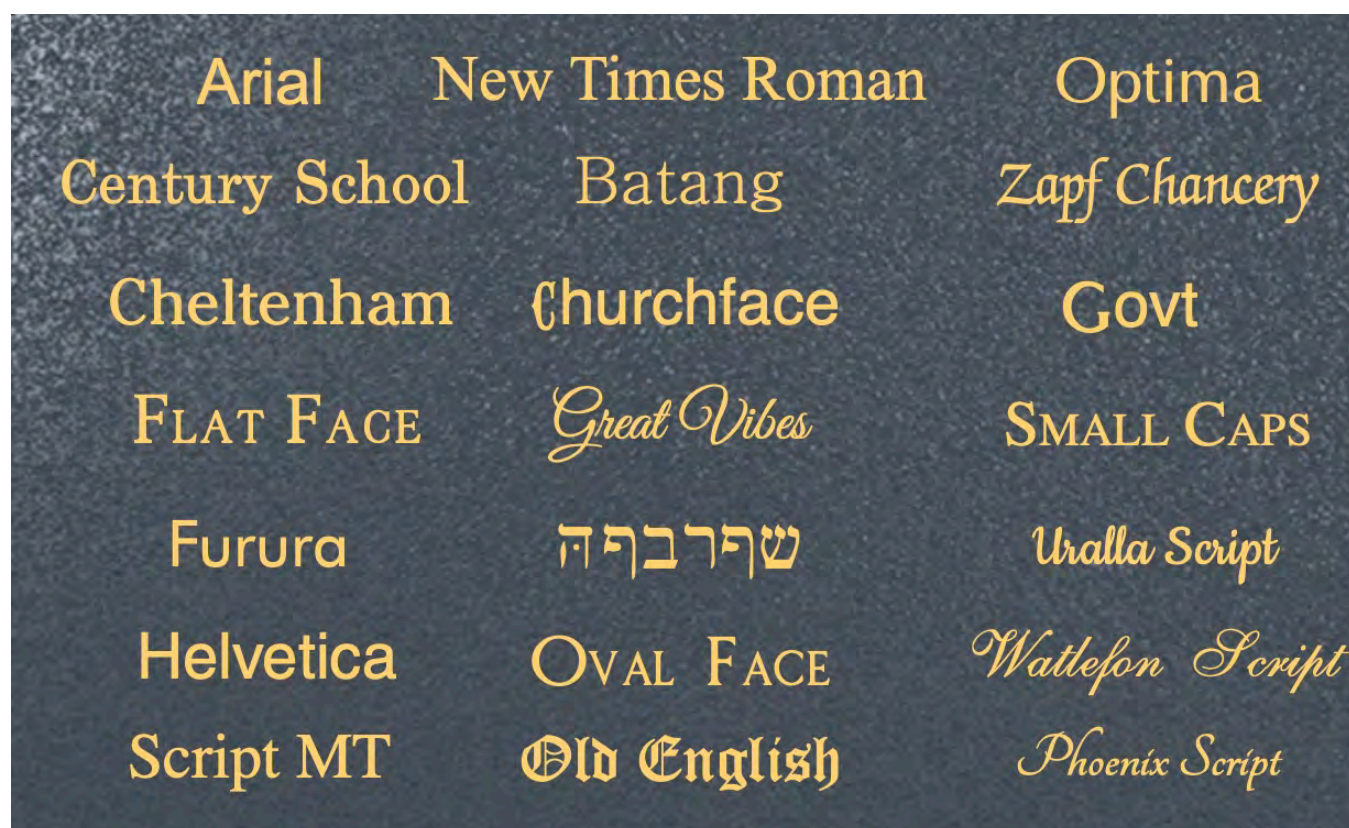 Arial New Times Roman Optima
Century School Batang Zapf Chancery
Cheltenham Churchface Govt
FLAT FACE Great Vibes SMALL CAPS
Furura שףרבףה Uralla Script
Helvetica OVAL FACE Watlefon Script
Script MT Old English Phoenix Script